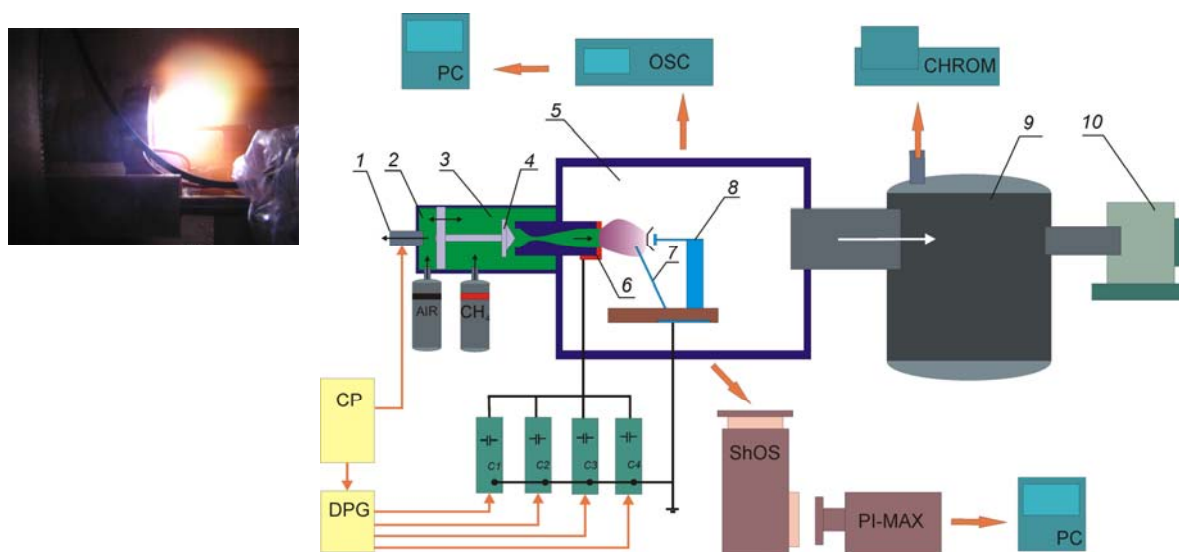 PC
OSC
CHROM
1
2
3
4
5
6
7
8
9
10
AIR
CH4
CP
DPG
C1
C2
C3
C4
ShOS
PI-MAX
PC